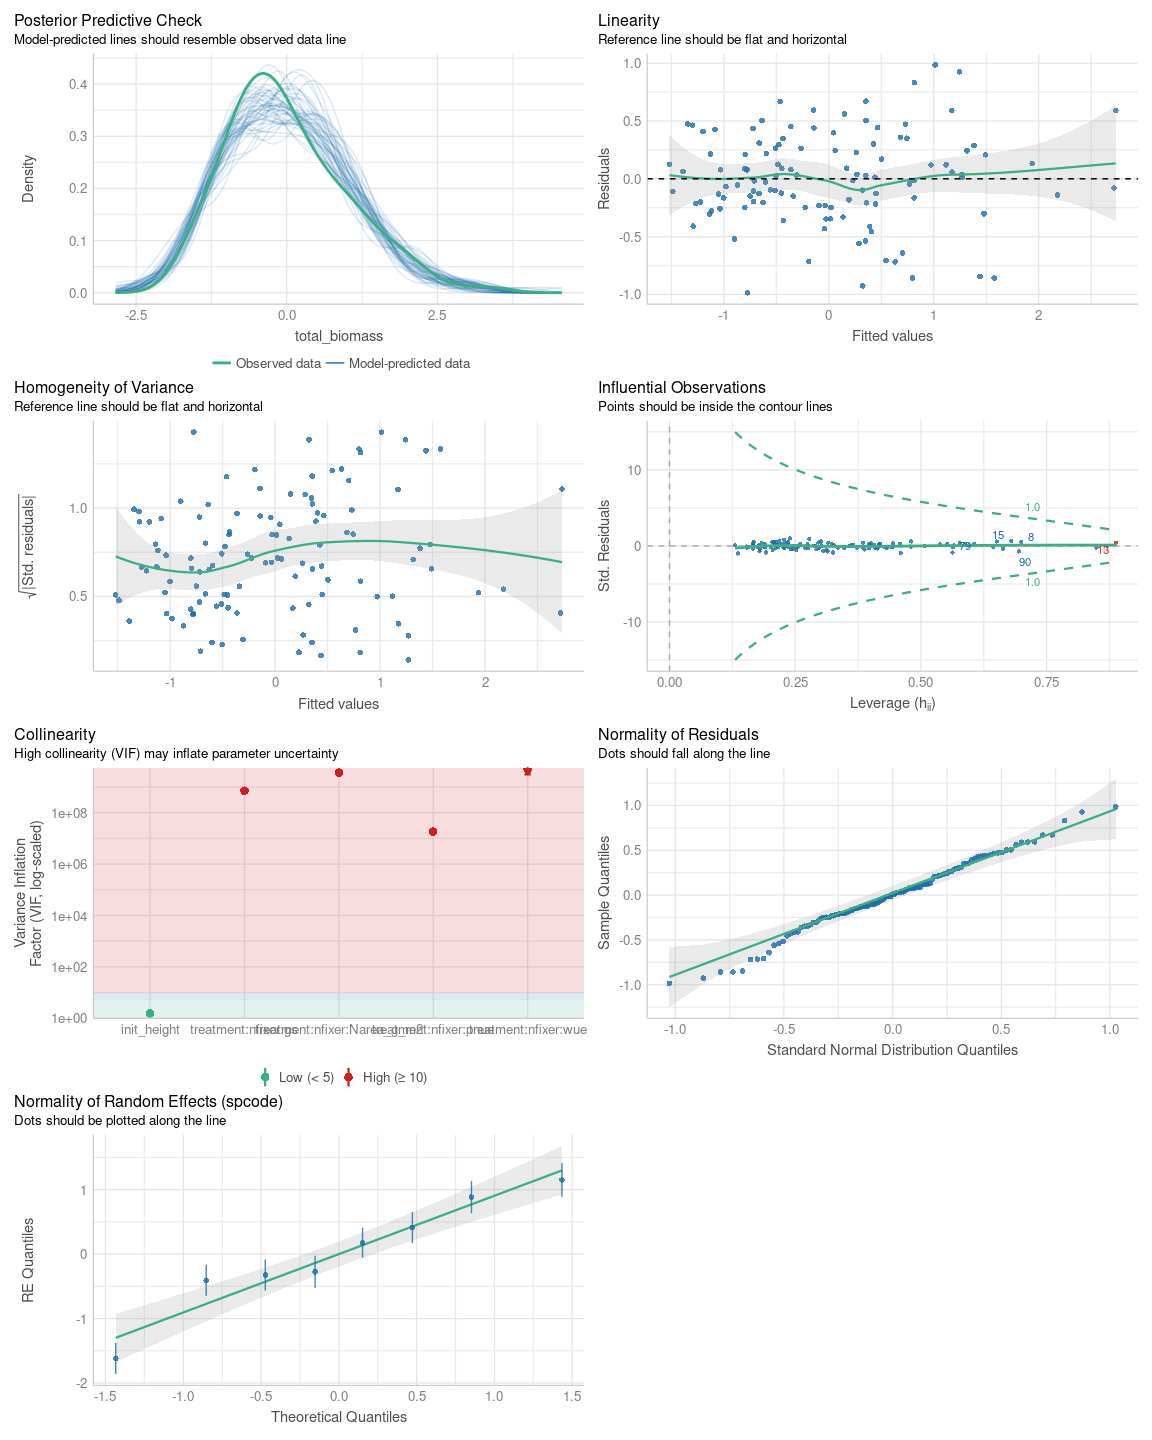 Posterior Predictive Check
Model-predicted lines should resemble observed data line
Density
0.4
0.3
0.2
0.1
0.0
-2.5
0.0
2.5
total_biomass
Observed data
Model-predicted data
Linearity
Reference line should be flat and horizontal
Residuals
1.0
0.5
0.0
-0.5
-1.0
-1
0
1
2
Fitted values
Homogeneity of Variance
Reference line should be flat and horizontal
√|Std. residuals|
1.0
0.5
-1
0
1
2
Fitted values
Influential Observations
Points should be inside the contour lines
Std. Residuals
10
0
-10
1.0
15
8
79
13
90
1.0
0.00
0.25
0.50
0.75
Leverage (hii)
Collinearity
High collinearity (VIF) may inflate parameter uncertainty
Variance Inflation
Factor (VIF, log-scaled)
1e+08
1e+06
1e+04
1e+02
1e+00
init_height
Low (< 5)
High (≥ 10)
Normality of Residuals
Dots should fall along the line
Sample Quantiles
1.0
0.5
0.0
-0.5
-1.0
-1.0
-0.5
0.0
0.5
1.0
Standard Normal Distribution Quantiles
Normality of Random Effects (spcode)
Dots should be plotted along the line
RE Quantiles
1
0
-1
-2
-1.5
-1.0
-0.5
0.0
0.5
1.0
1.5
Theoretical Quantiles